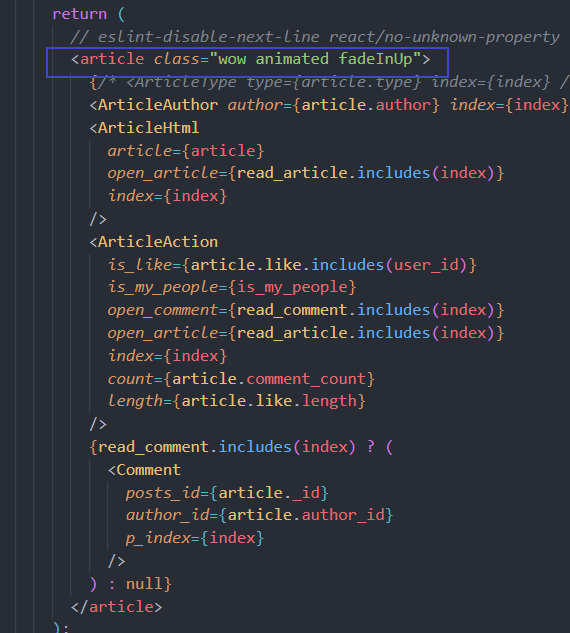 return (
// eslint-disable-next-line react/no-unknown-property
<article class="wow animated fadeInUp">
{/* <ArticleType type={article.type} index={index} /
<ArticleAuthor author={article.author} index={index}
<ArticleHtml
article={article}
open_article={read_article.includes(index)}
index={index}
/>
<ArticleAction
is_like={article.like.includes(user_id)}
is_my_people={is_my_people}
open_comment={read_comment.includes(index)}
open_article={read_article.includes(index)}
index={index}
count={article.comment_count}
length={article.like.length}
/>
{read_comment.includes(index) ? (
<Comment
posts_id={article._id}
author_id={article.author_id}
p_index={index}
/>
) : null}
</article>
);